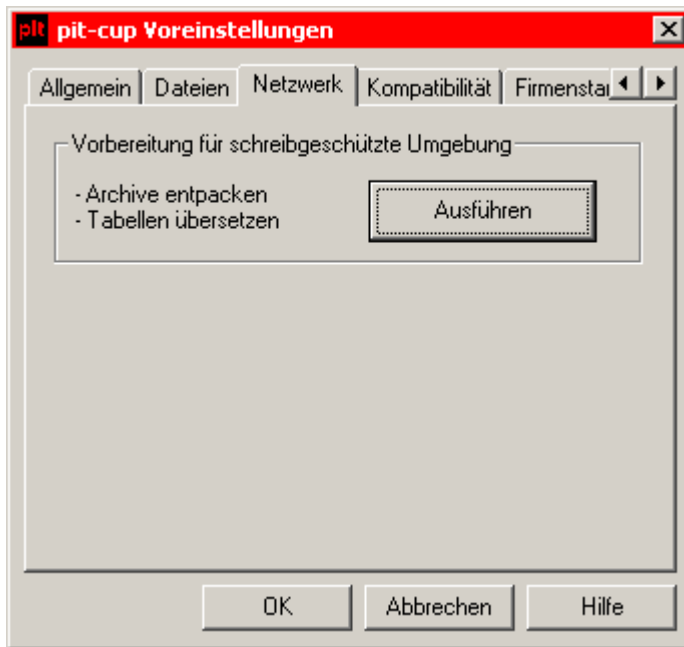 pit pit-cup Voreinstellungen
Allgemein Dateien Netzwerk Kompatibilität
Vorbereitung für schreibgeschützte Umgebung
- Archive entpacken
- Tabellen übersetzen
Ausführen
OK Abbrechen Hilfe